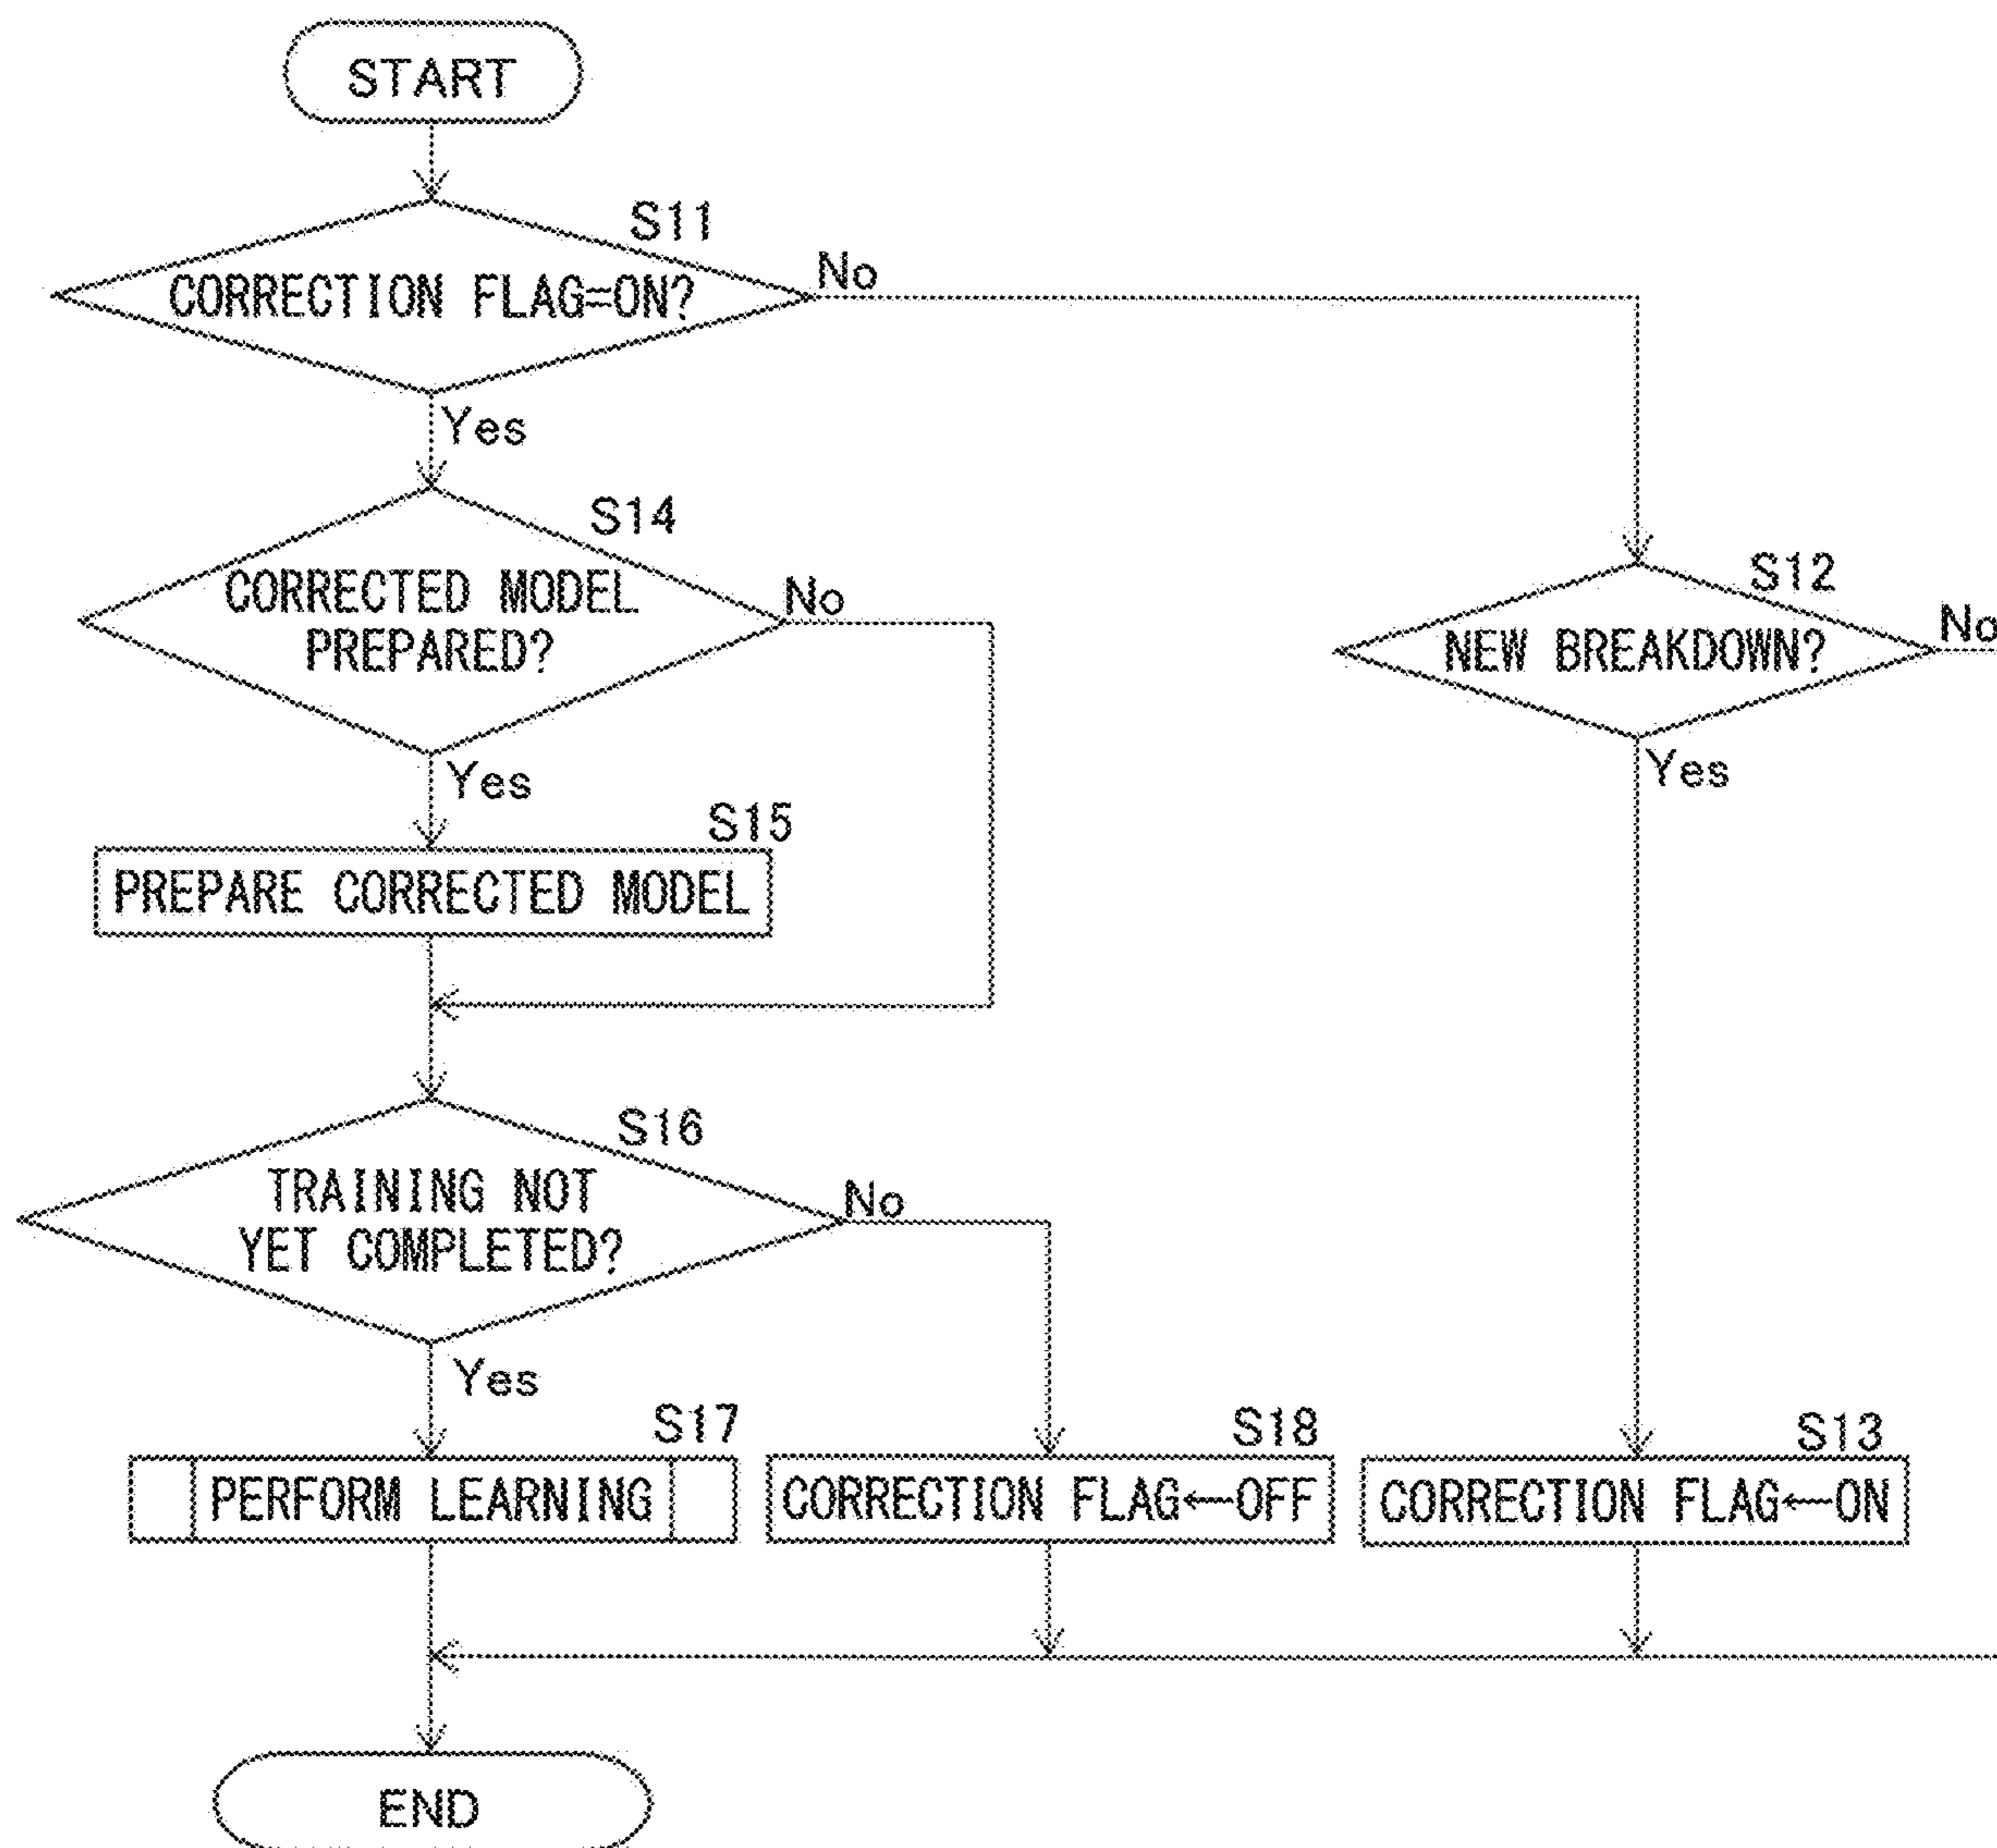 START
S11
CORRECTION FLAG=ON?
No
Yes
S14
CORRECTED MODEL
PREPARED?
No
S12
NEW BREAKDOWN?
No
Yes
Yes
S15
PREPARE CORRECTED MODEL
S16
TRAINING NOT
YET COMPLETED?
No
Yes
S17
PERFORM LEARNING
S18
CORRECTION FLAG←OFF
S13
CORRECTION FLAG←ON
END